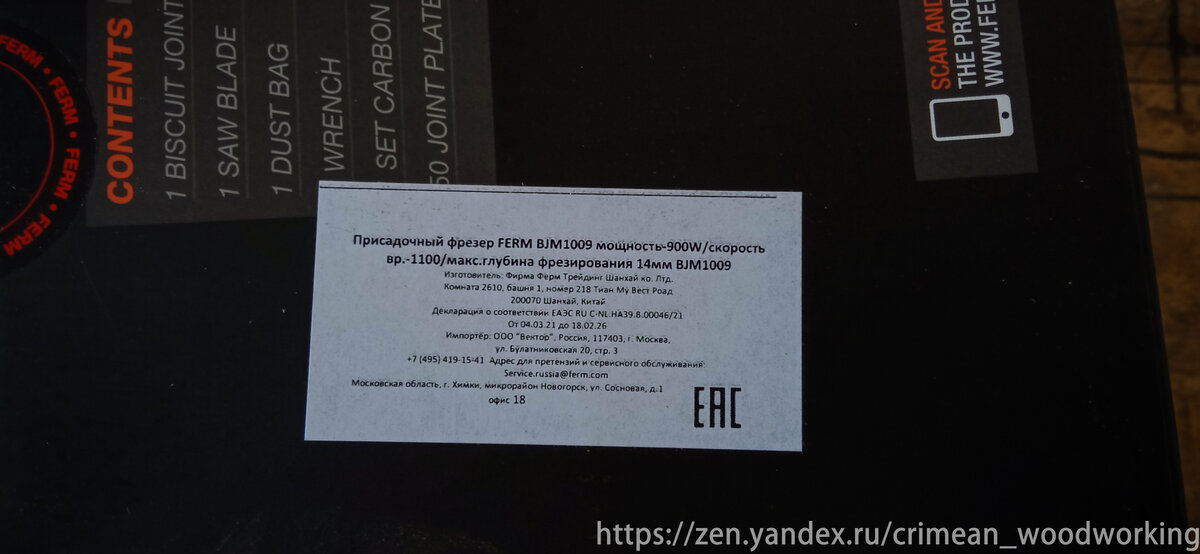 FERM • FERM • FERM • FERM
CONTENTS
1 BISCUIT JOINT
1 SAW BLADE
1 DUST BAG
WRENCH
SET CARBON
50 JOINT PLATE
SCAN AND
THE PROD
WWW.FE
Присадочный фрезер FERM BJM1009 мощность-900W/скорость
вр.-1100/макс.глубина фрезирования 14мм BJM1009
Изготовитель: Фирма Ферм Трейдинг Шанхай ко. Лтд.
Комната 2610, башня 1, номер 218 Тиан Му Вест Роад
200070 Шанхай, Китай
Декларация о соответствии ЕАЭС RU C-NL.HA39.B.00046/21
От 04.03.21 до 18.02.26
Импортёр: ООО "Вектор", Россия, 117403, г. Москва,
ул. Булатниковская 20, стр. 3
+7 (495) 419-15-41 Адрес для претензий и сервисного обслуживания:
Service.russia@ferm.com
Московская область, г. Химки, микрорайон Новогорск, ул. Сосновая, д.1
офис 18
EAC
https://zen.yandex.ru/crimean_woodworking